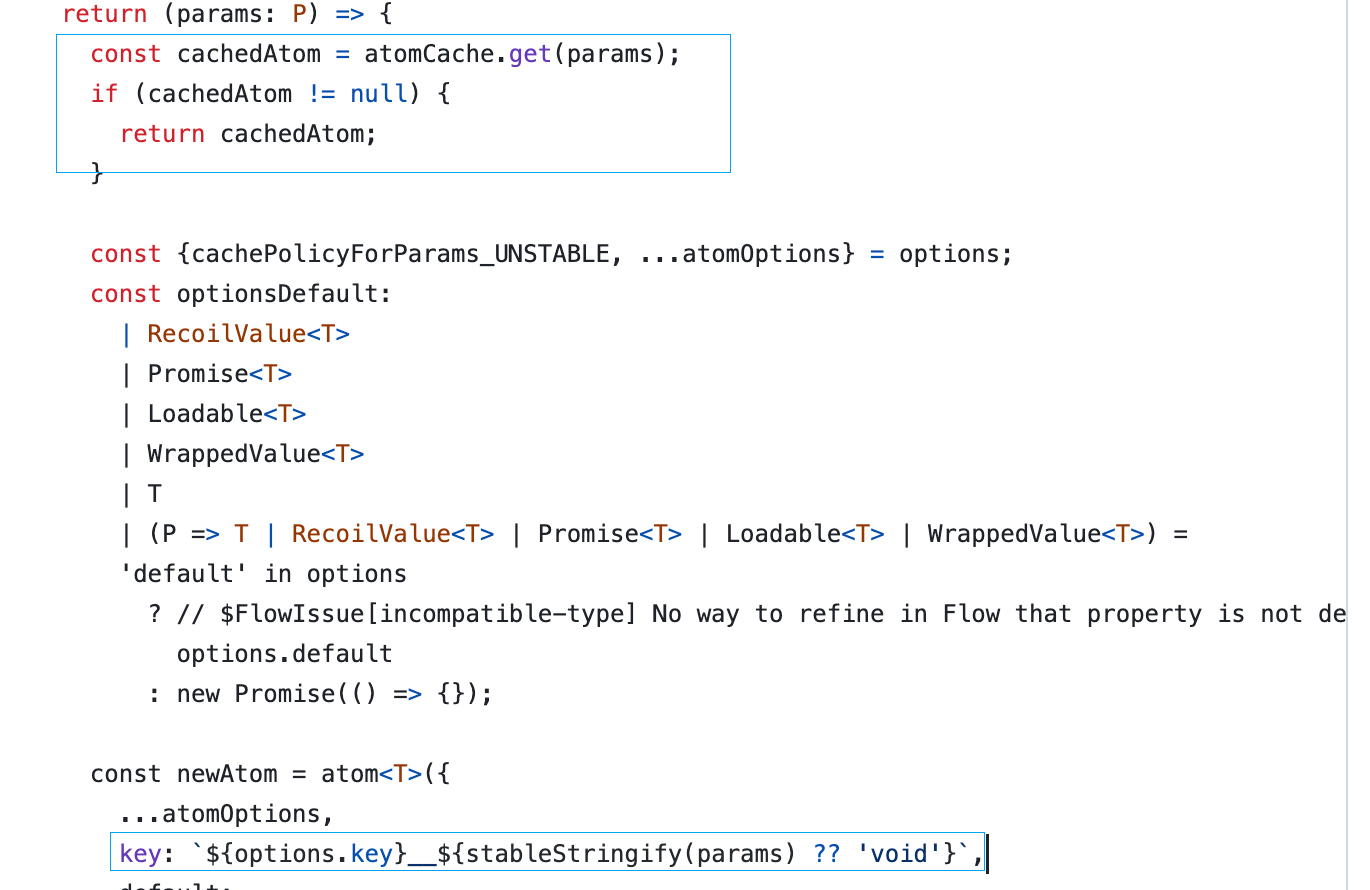 return (params: P) => {
const cachedAtom = atomCache.get(params);
if (cachedAtom != null) {
return cachedAtom;
}
const {cachePolicyForParams_UNSTABLE, ...atomOptions} = options;
const optionsDefault:
| RecoilValue<T>
| Promise<T>
| Loadable<T>
| WrappedValue<T>
| T
| (P => T | RecoilValue<T> | Promise<T> | Loadable<T> | WrappedValue<T>) =
'default' in options
? // $FlowIssue[incompatible-type] No way to refine in Flow that property is not de
options.default
: new Promise(() => {});
const newAtom = atom<T>({
...atomOptions,
key: `${options.key}__${stableStringify(params) ?? 'void'}`,
default: